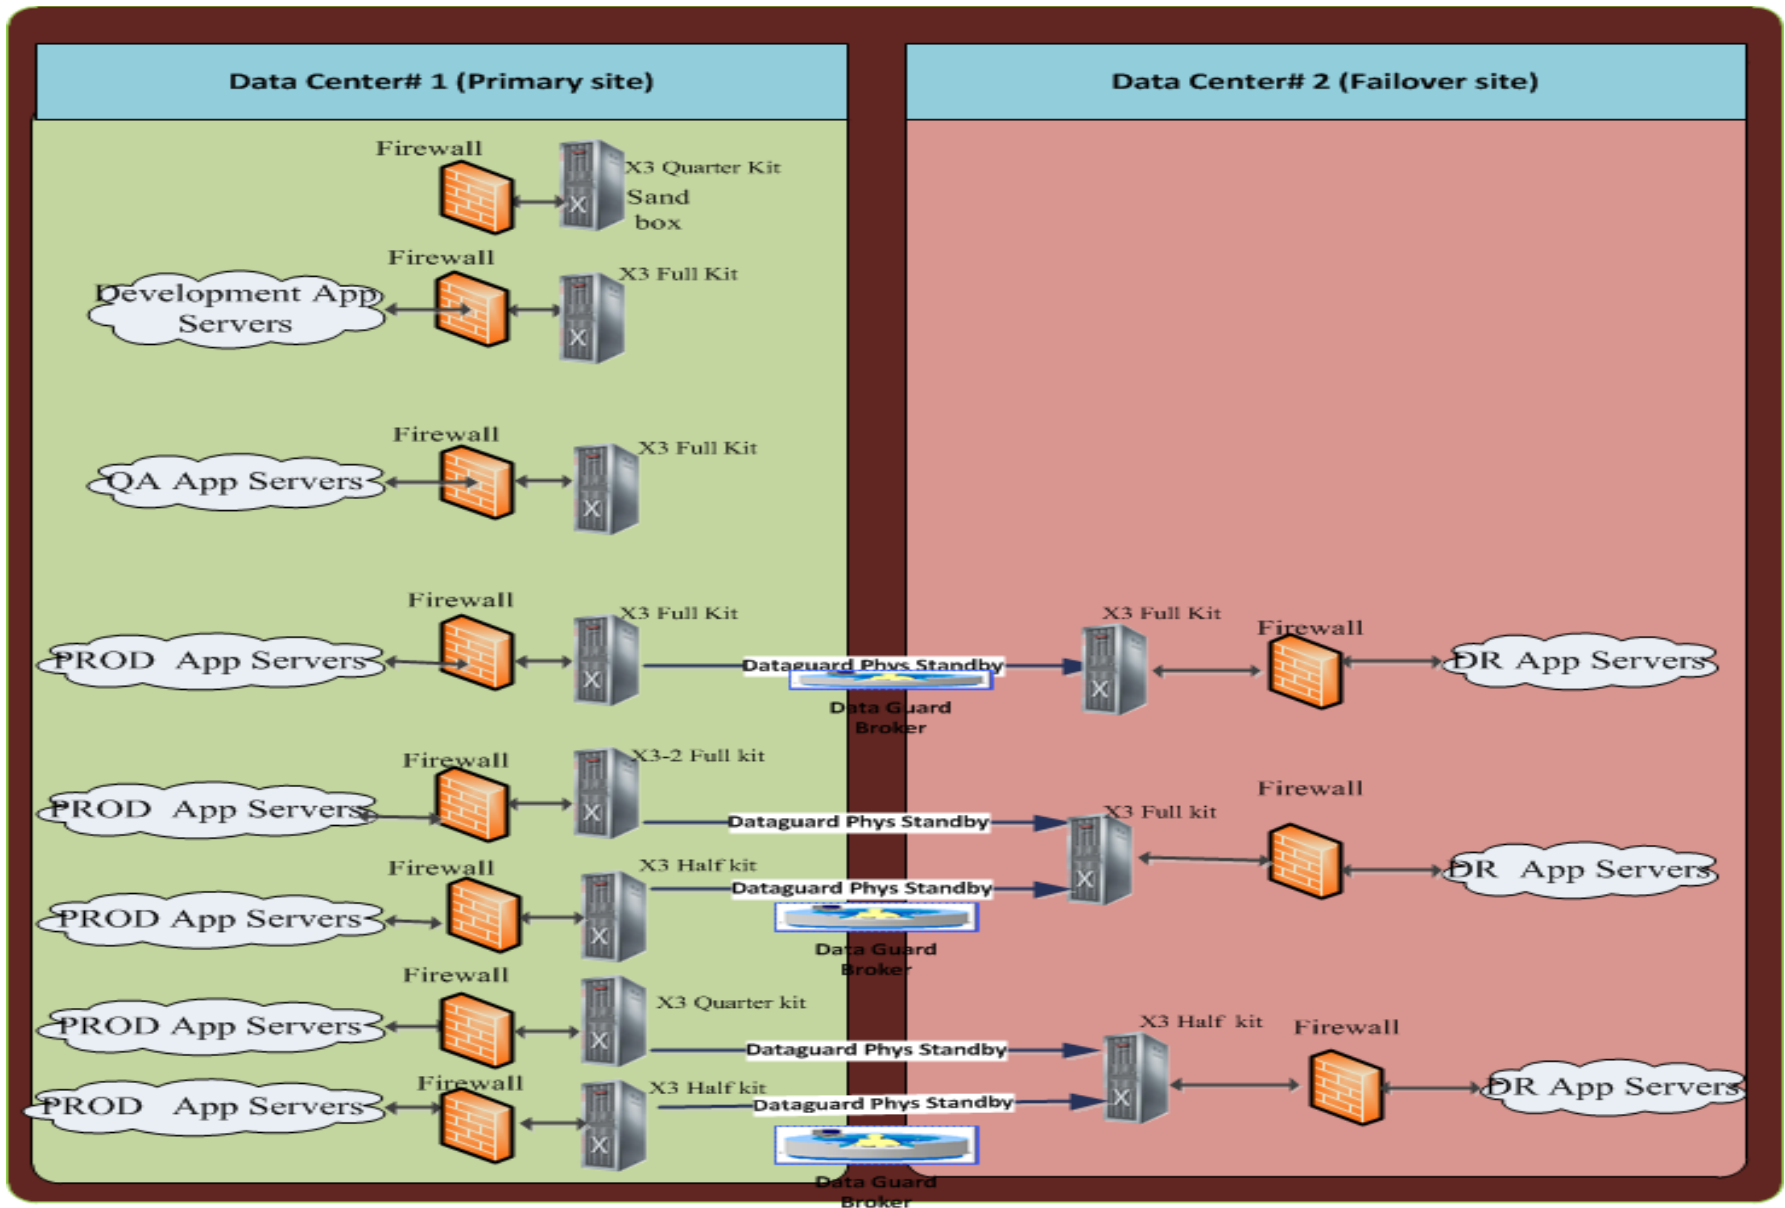 Data Center# 1 (Primary site)
Data Center# 2 (Failover site)
Firewall
X3 Quarter Kit
Sand
box
X
Firewall
X3 Full Kit
Development App
Servers
X
Firewall
X3 Full Kit
QA App Servers
X
Firewall
X3 Full Kit
PROD App Servers
X
Dataguard Phys Standby
Data Guard
Broker
X3 Full Kit
X
Firewall
DR App Servers
Firewall
X3-2 Full kit
PROD App Servers
X
Dataguard Phys Standby
X3 Full kit
X
Firewall
DR App Servers
Firewall
X3 Half kit
PROD App Servers
X
Dataguard Phys Standby
Data Guard
Broker
Firewall
X3 Quarter kit
PROD App Servers
X
Dataguard Phys Standby
X3 Half kit
X
Firewall
DR App Servers
Firewall
X3 Half kit
PROD App Servers
X
Dataguard Phys Standby
Data Guard
Broker